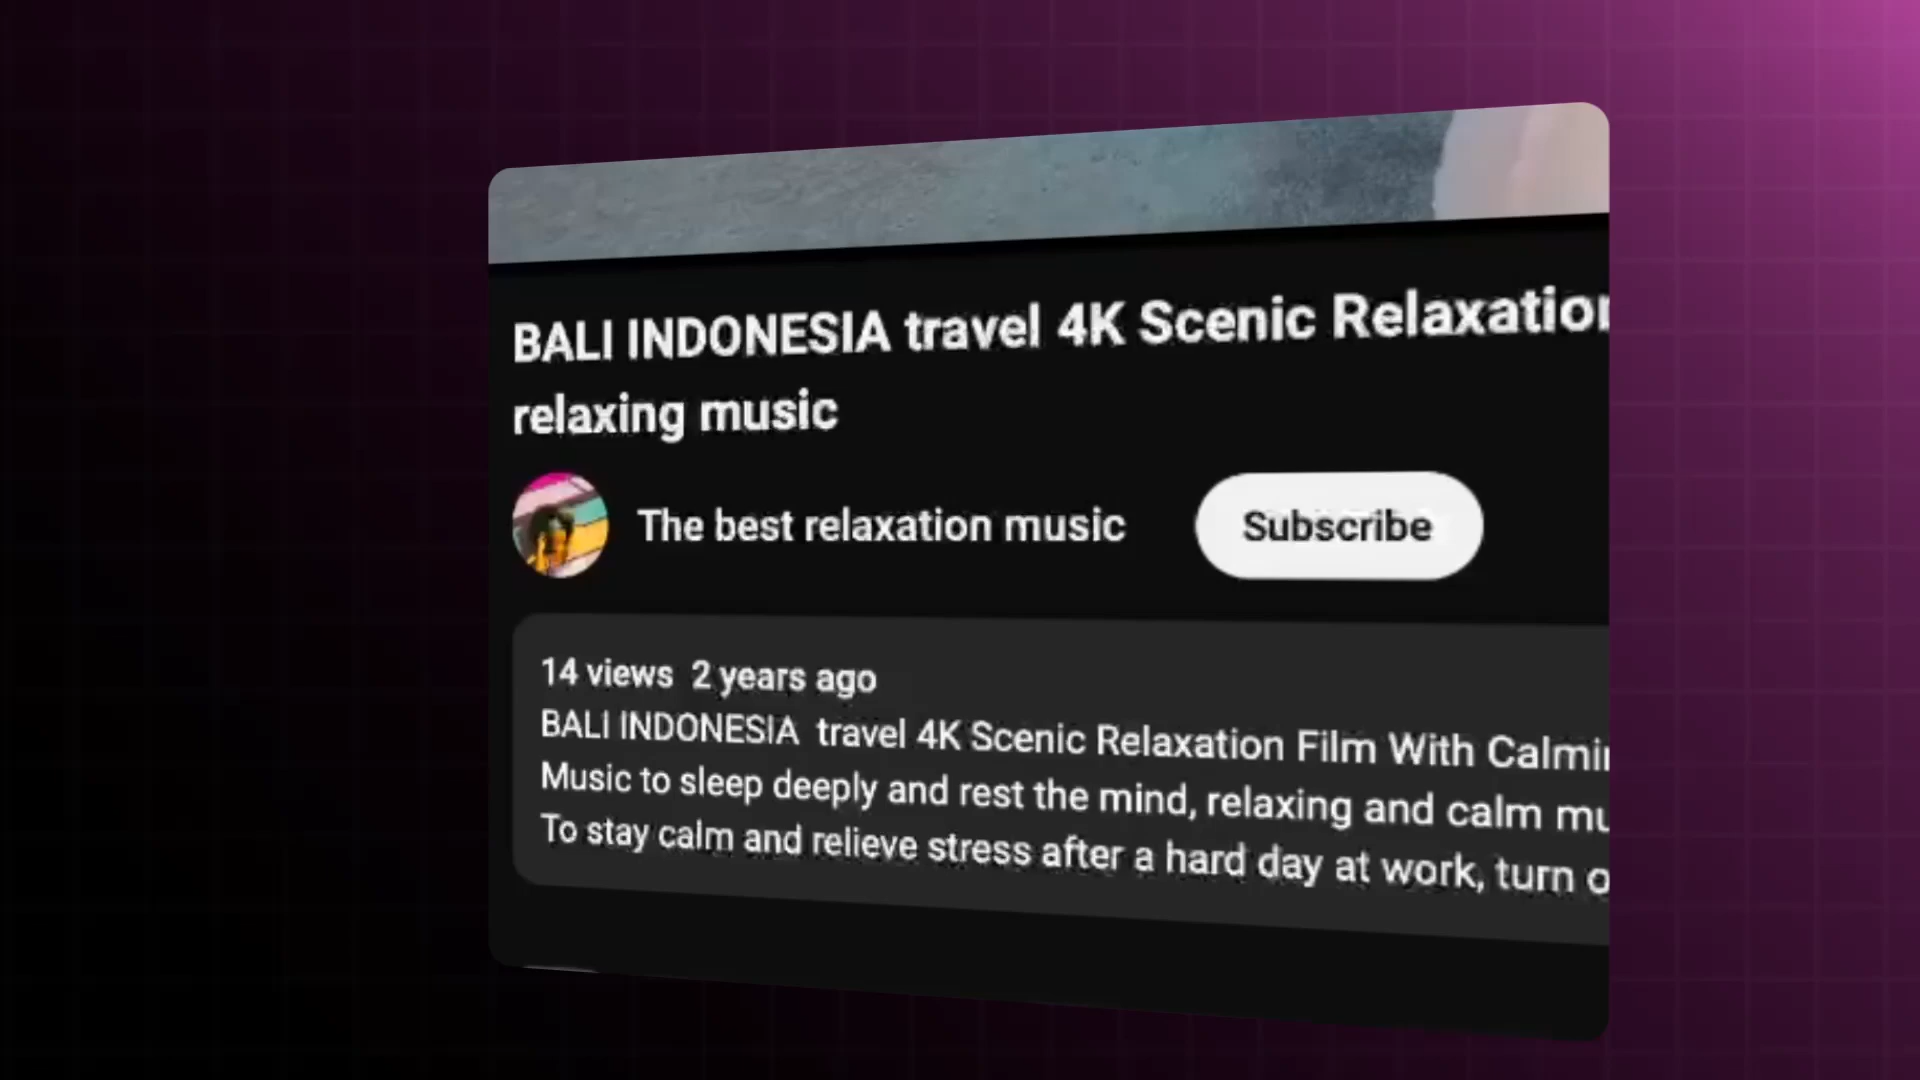 BALI INDONESIA travel 4K Scenic Relaxation
relaxing music
The best relaxation music
Subscribe
14 views 2 years ago
BALI INDONESIA travel 4K Scenic Relaxation Film With Calmi
Music to sleep deeply and rest the mind, relaxing and calm mu
To stay calm and relieve stress after a hard day at work, turn o